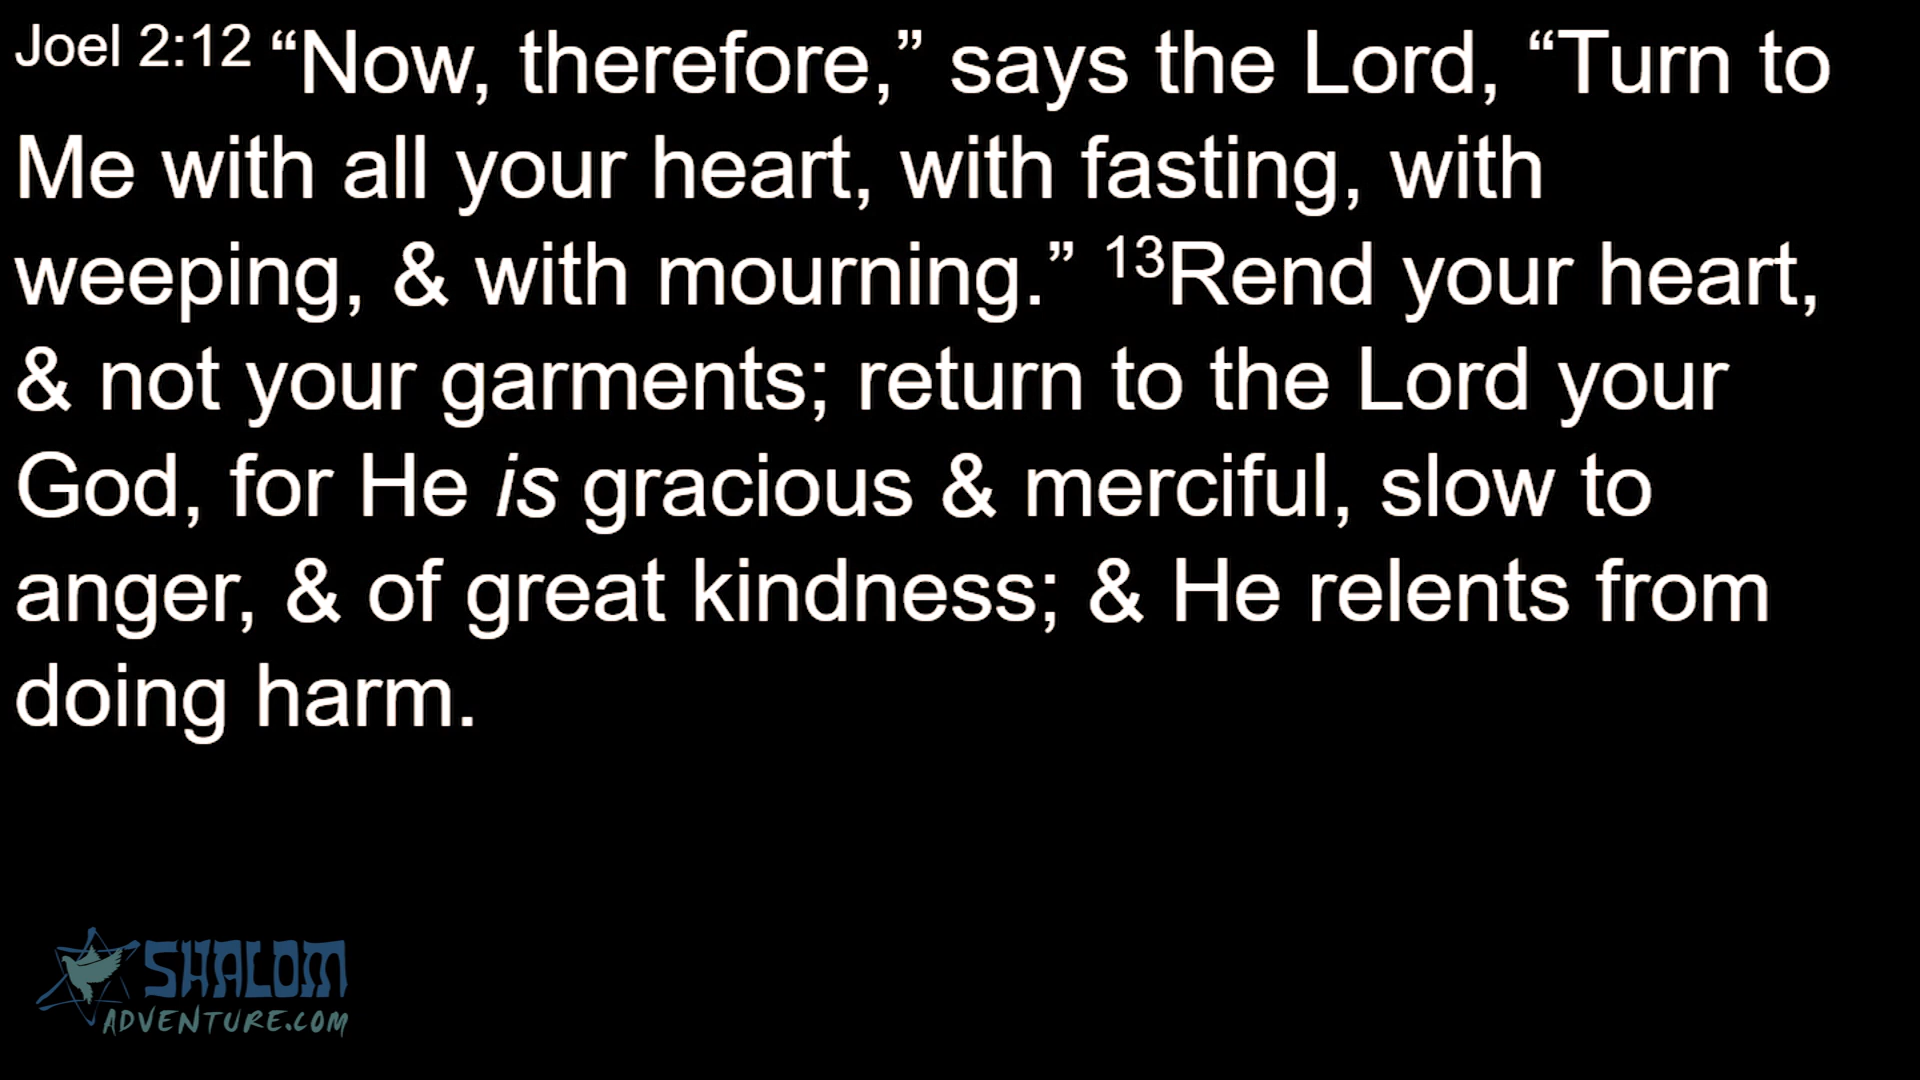 Joel 2:12 “Now, therefore,” says the Lord, “Turn to
Me with all your heart, with fasting, with
weeping, & with mourning.” 13Rend your heart,
& not your garments; return to the Lord your
God, for He is gracious & merciful, slow to
anger, & of great kindness; & He relents from
doing harm.
SHALOM
ADVENTURE.COM